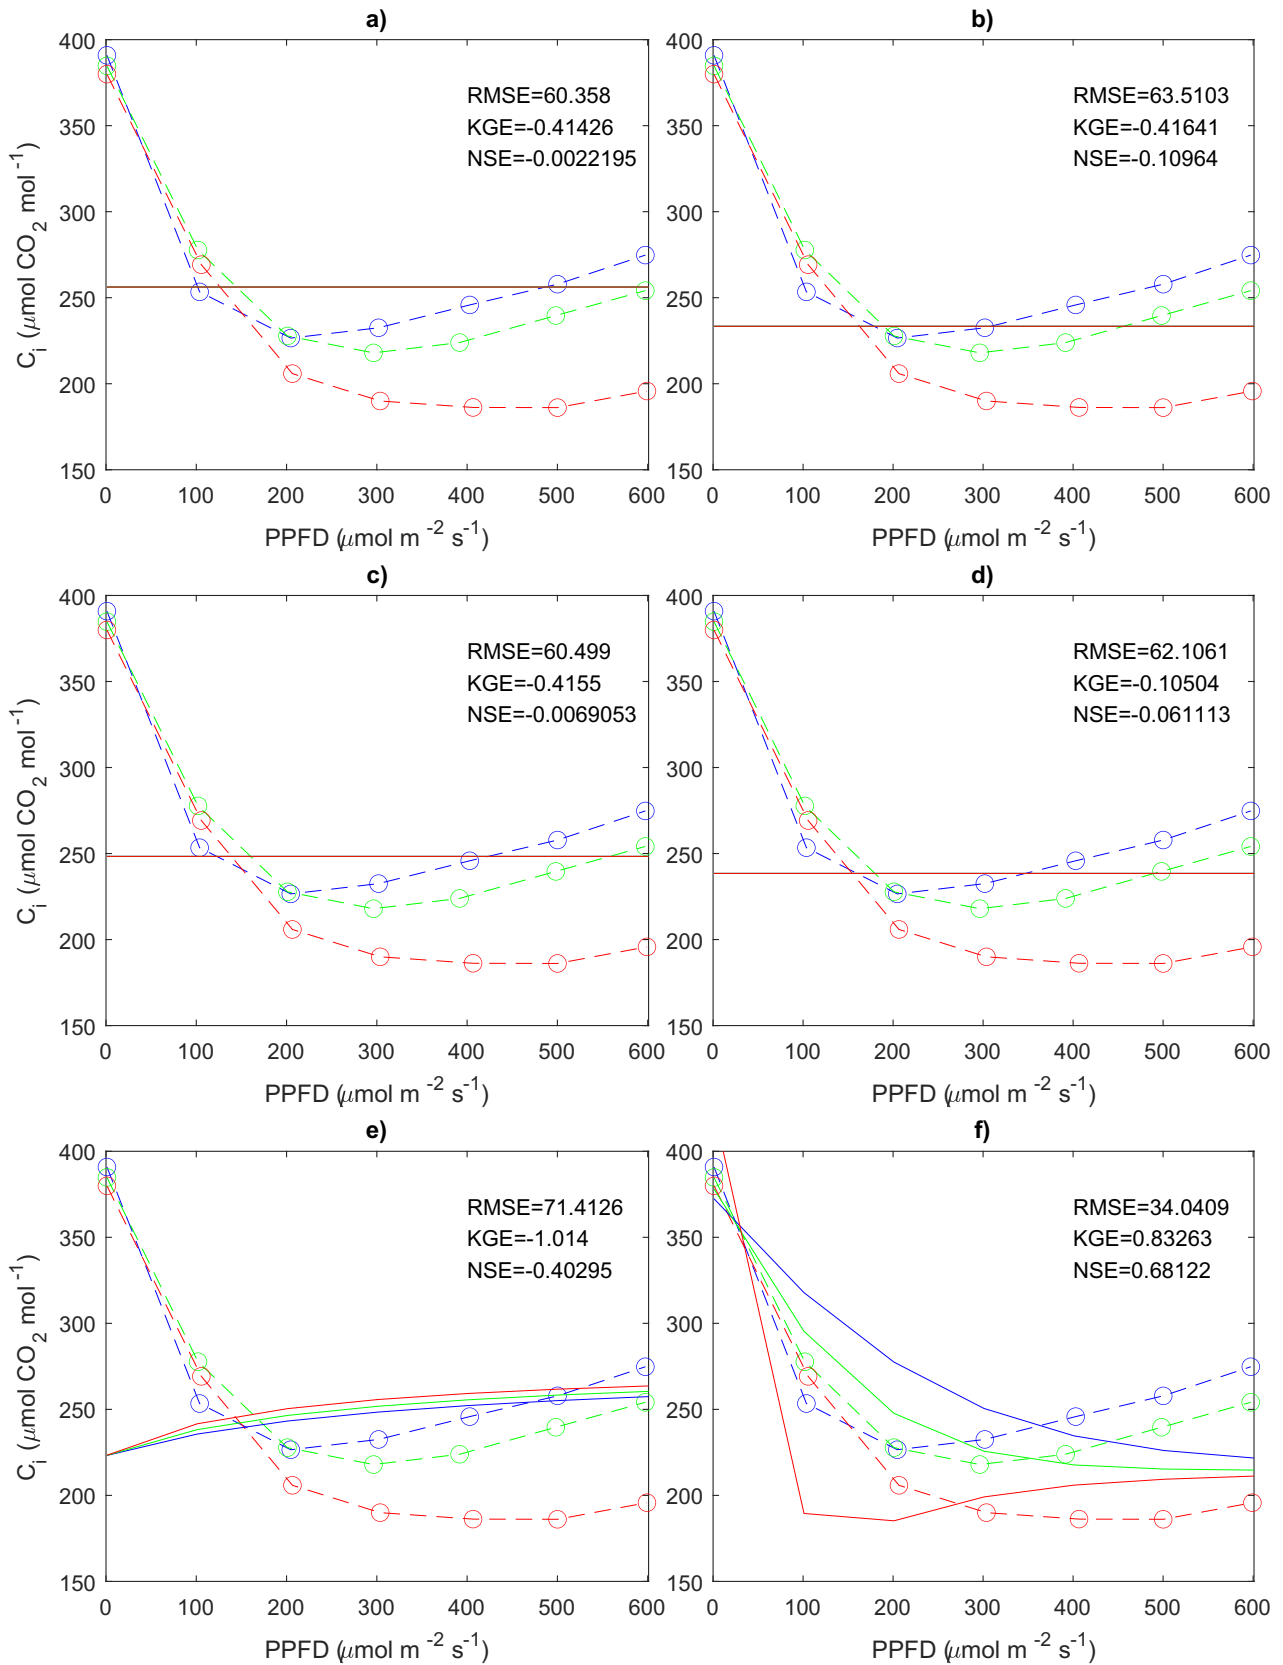 a)
400
350
300
250
200
150
0 100 200 300 400 500 600
C_i (μmol CO_2 mol^-1)
PPFD (μmol m^-2 s^-1)
RMSE=60.358
KGE=-0.41426
NSE=-0.0022195
b)
400
350
300
250
200
150
0 100 200 300 400 500 600
PPFD (μmol m^-2 s^-1)
RMSE=63.5103
KGE=-0.41641
NSE=-0.10964
c)
400
350
300
250
200
150
0 100 200 300 400 500 600
C_i (μmol CO_2 mol^-1)
PPFD (μmol m^-2 s^-1)
RMSE=60.499
KGE=-0.4155
NSE=-0.0069053
d)
400
350
300
250
200
150
0 100 200 300 400 500 600
PPFD (μmol m^-2 s^-1)
RMSE=62.1061
KGE=-0.10504
NSE=-0.061113
e)
400
350
300
250
200
150
0 100 200 300 400 500 600
C_i (μmol CO_2 mol^-1)
PPFD (μmol m^-2 s^-1)
RMSE=71.4126
KGE=-1.014
NSE=-0.40295
f)
400
350
300
250
200
150
0 100 200 300 400 500 600
PPFD (μmol m^-2 s^-1)
RMSE=34.0409
KGE=0.83263
NSE=0.68122